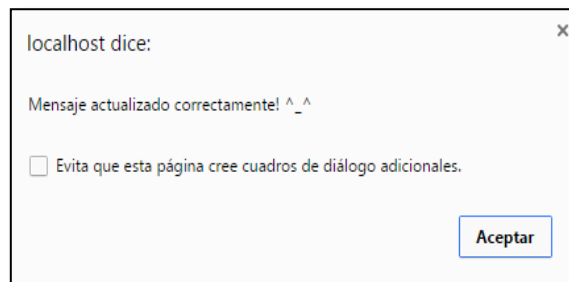 localhost dice:
Mensaje actualizado correctamente! ^_^
Evita que esta página cree cuadros de diálogo adicionales.
Aceptar